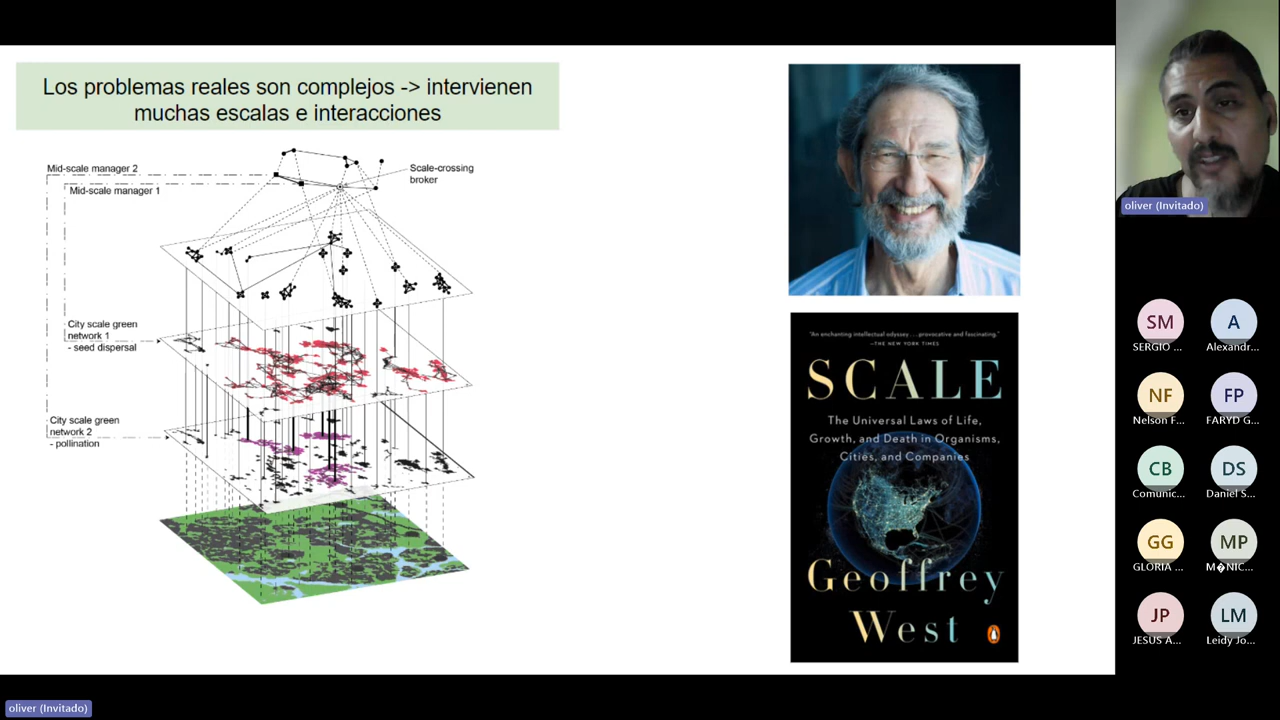 Los problemas reales son complejos -> intervienen
muchas escalas e interacciones
Mid-scale manager 2
Mid-scale manager 1
Scale-crossing
broker
City scale green
network 1
- seed dispersal
City scale green
network 2
- pollination
"An enchanting intellectual odyssey . . . provocative and fascinating."
—THE NEW YORK TIMES
SCALE
The Universal Laws of Life,
Growth, and Death in Organisms,
Cities, and Companies
Geoffrey
West
oliver (Invitado)
SM
SERGIO ...
A
Alexandr...
NF
Nelson F...
FP
FARYD G...
CB
Comunic...
DS
Daniel S...
GG
GLORIA ...
MP
M�NIC...
JP
JESUS A...
LM
Leidy Jo...
oliver (Invitado)